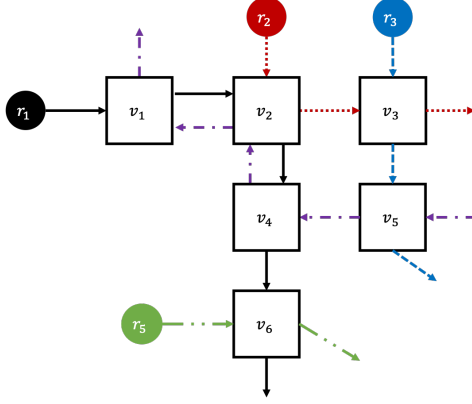 r₂ r₃
r₁ v₁ v₂ v₃
v₄ v₅
r₅ v₆